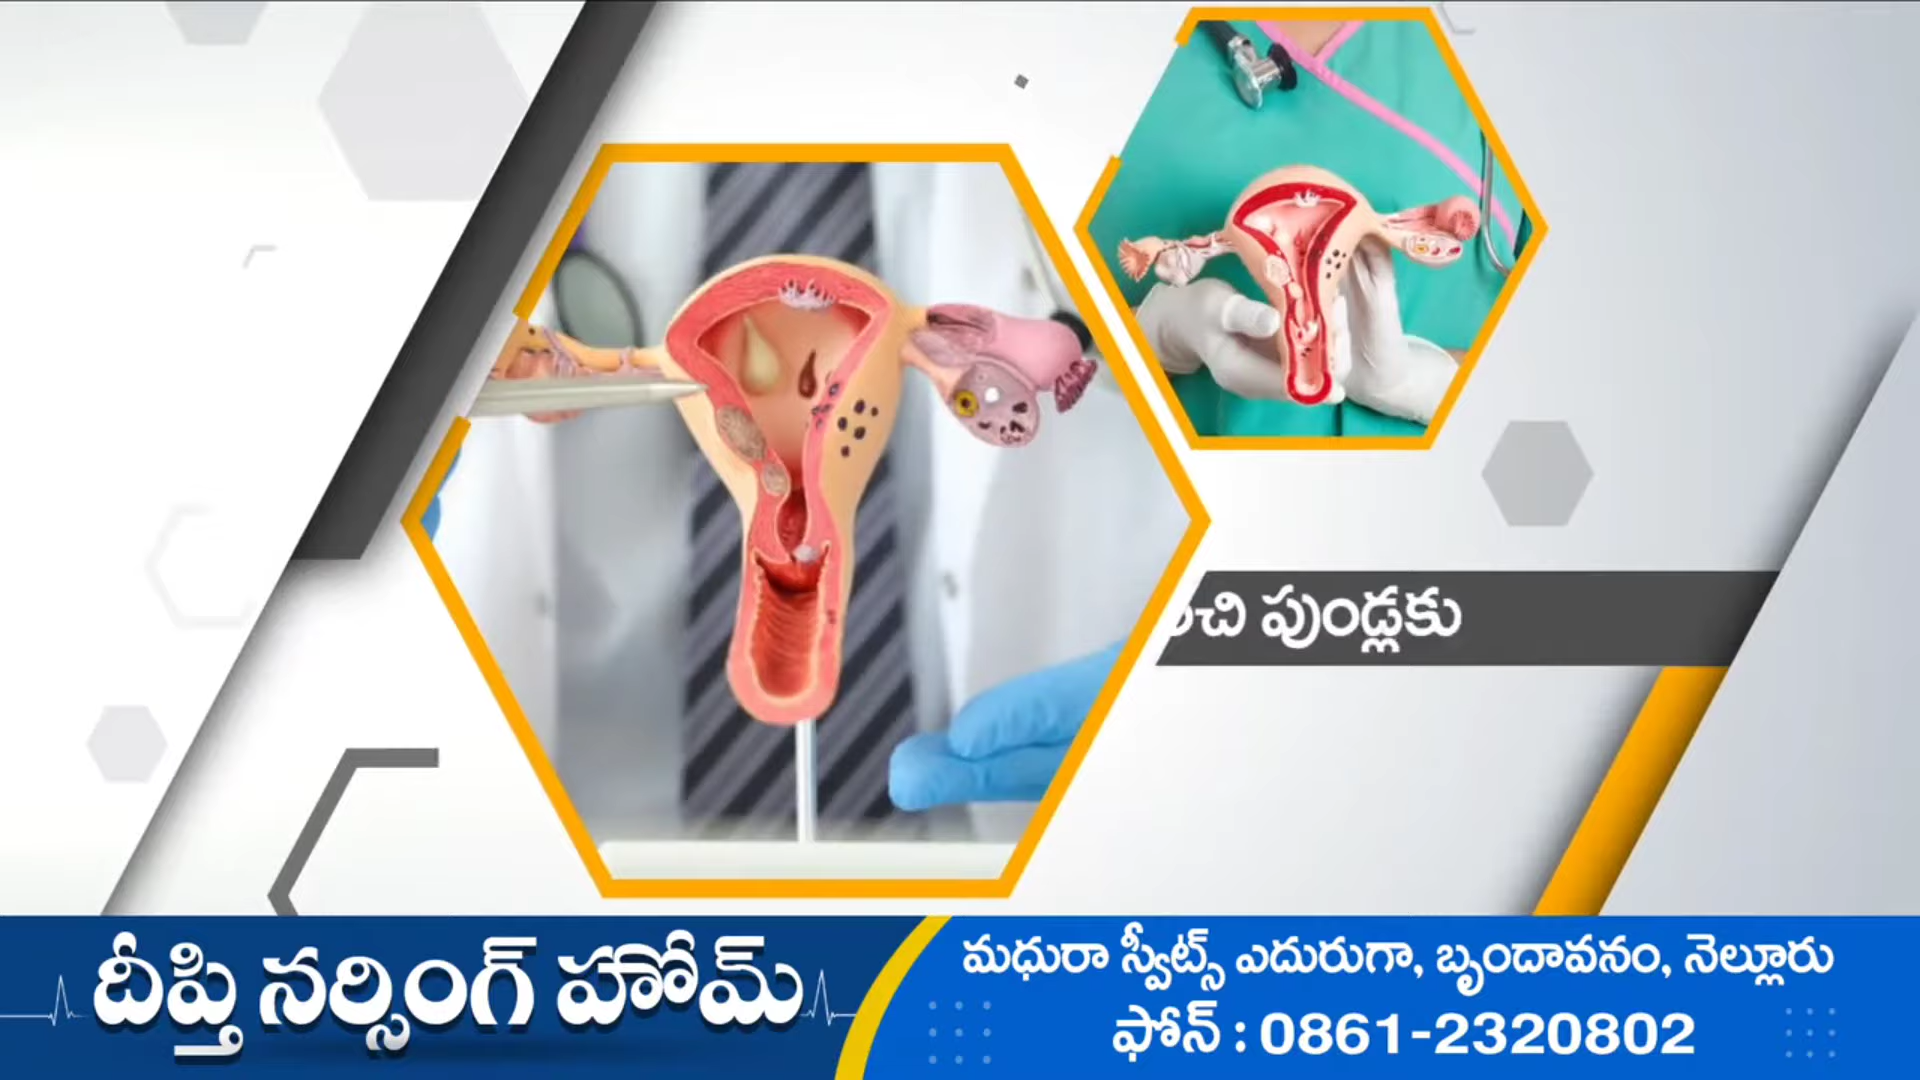 పుండ్లకు
దీప్తి నర్సింగ్ హోమ్
మధురా స్వీట్స్ ఎదురుగా, బృందావనం, నెల్లూరు
ఫోన్ : 0861-2320802